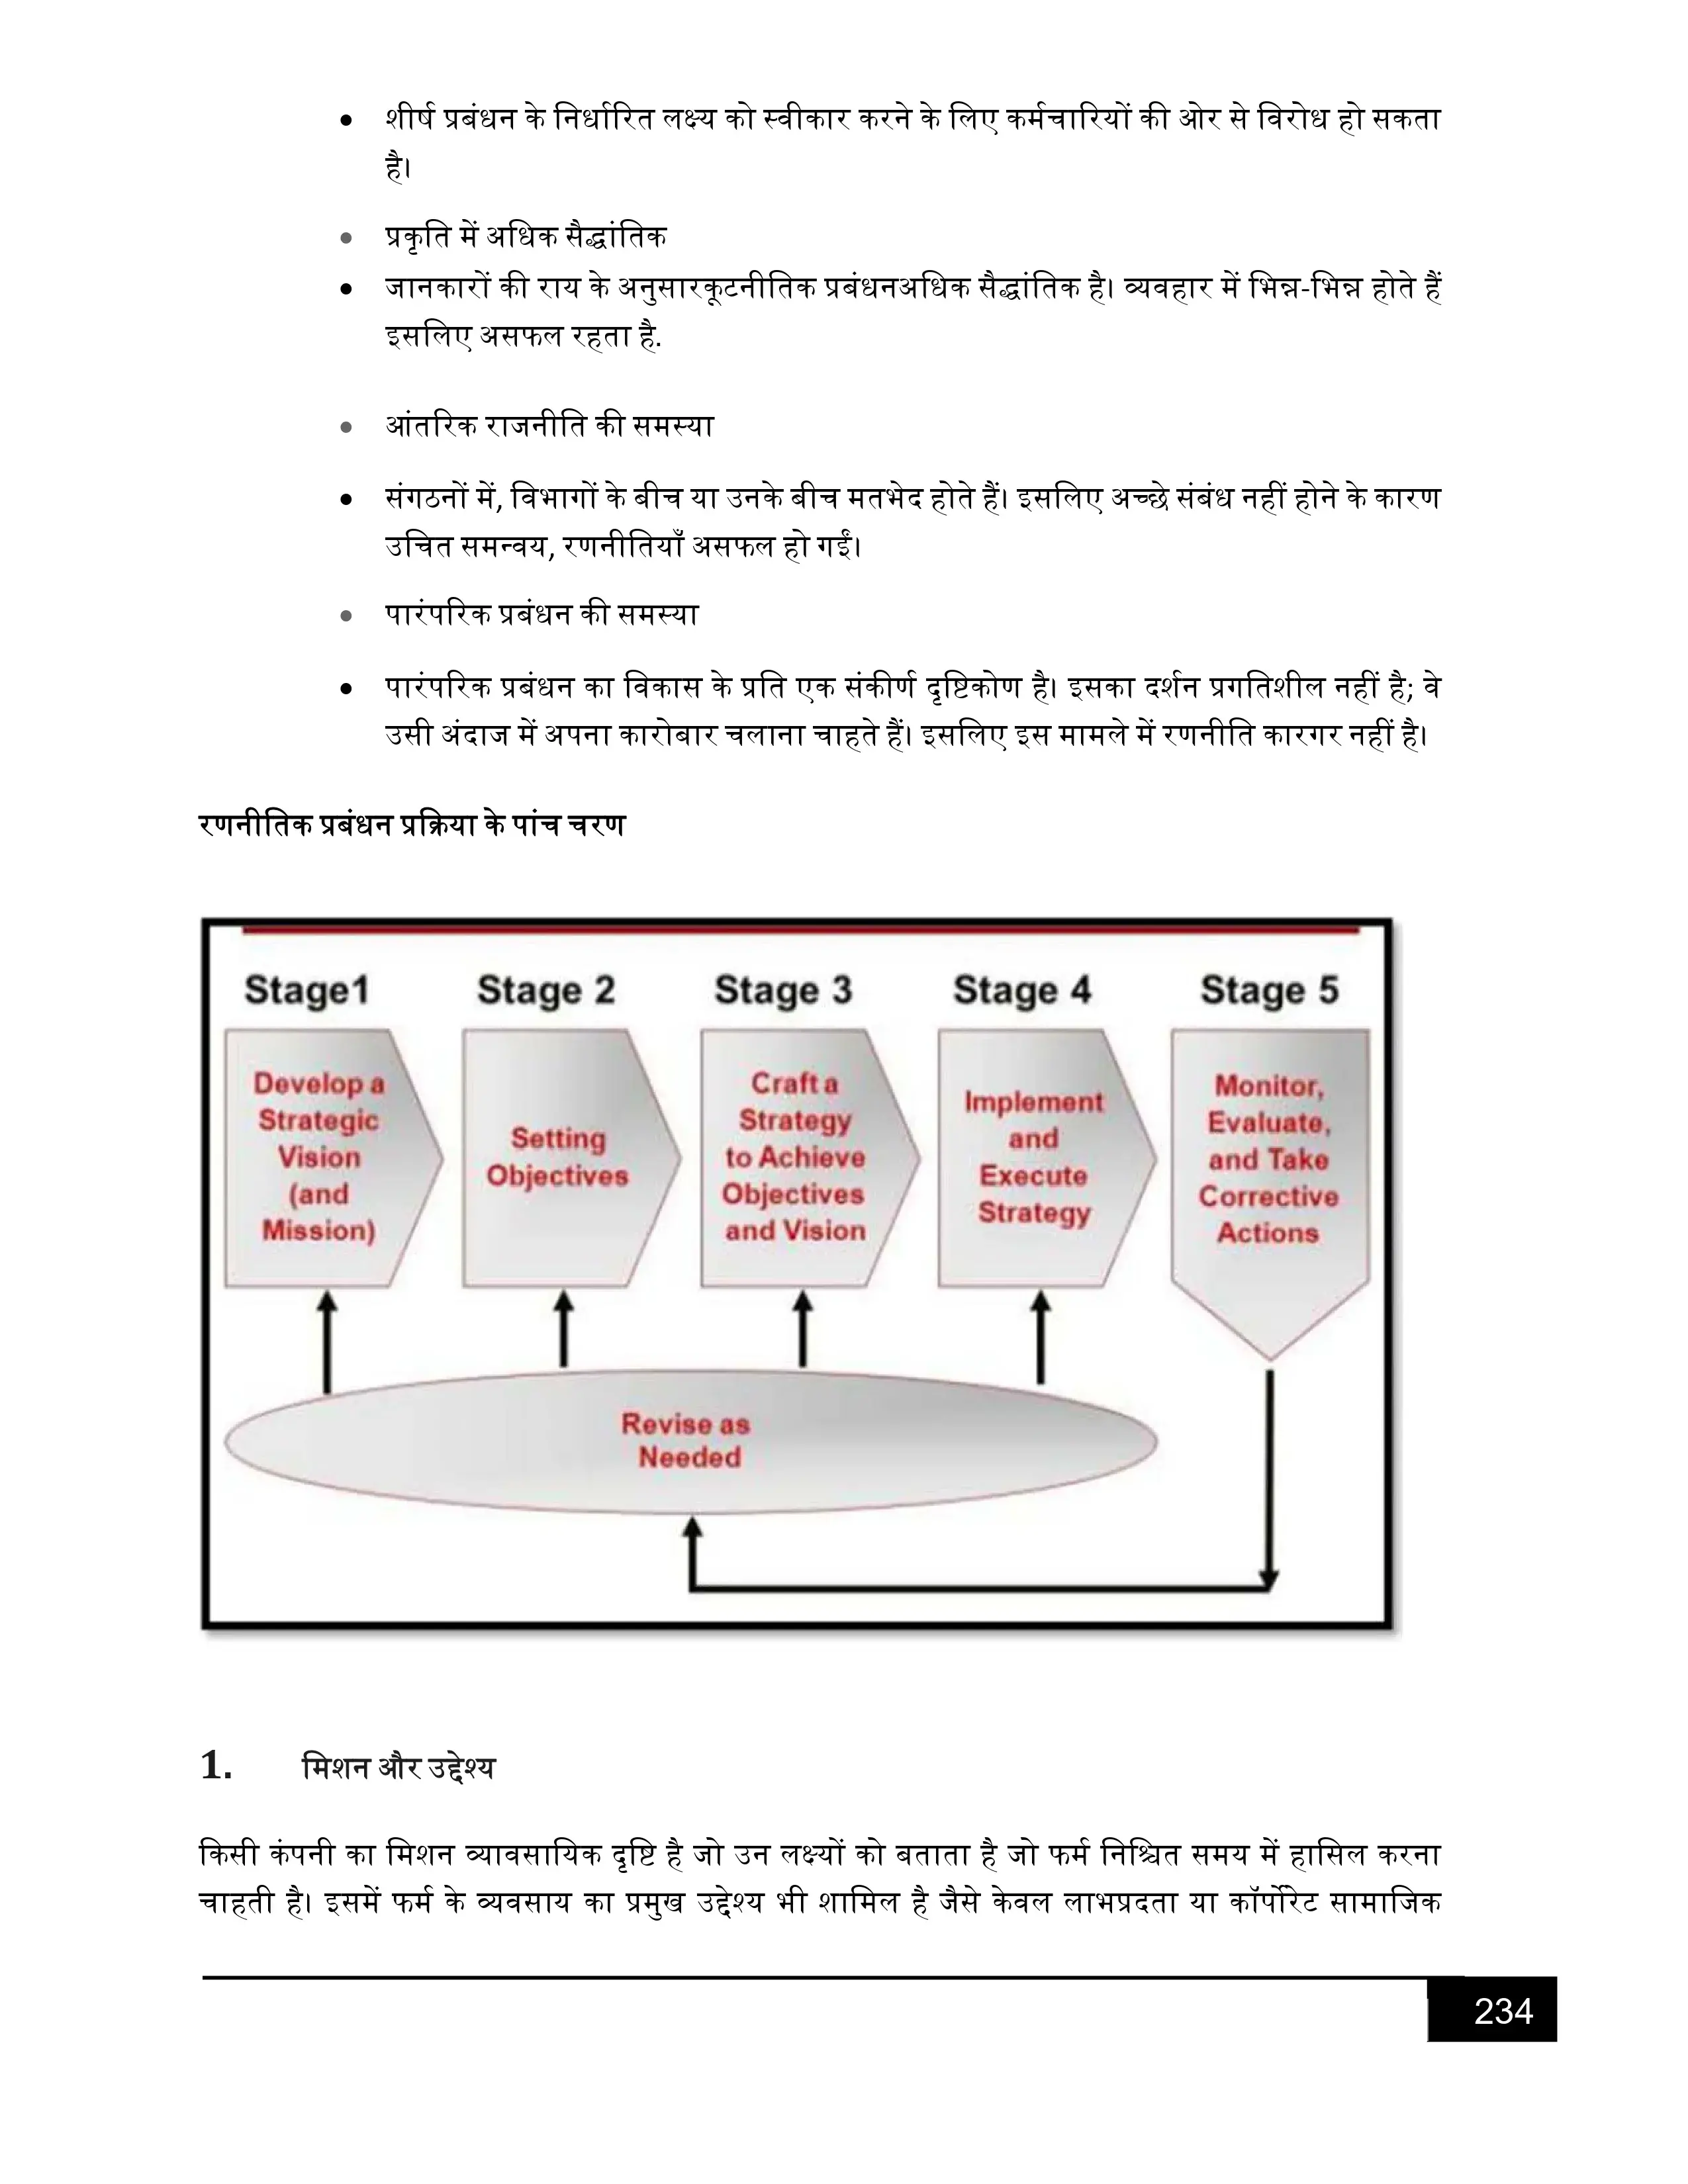 • शीर्ष प्रबंधन के निर्धारित लक्ष्य को स्वीकार करने के लिए कर्मचारियों की ओर से विरोध हो सकता
है।
• प्रकृति में अधिक सैद्धांतिक
• जानकारों की राय के अनुसारकूटनीतिक प्रबंधनअधिक सैद्धांतिक है। व्यवहार में भिन्न-भिन्न होते हैं
इसलिए असफल रहता है.
• आंतरिक राजनीति की समस्या
• संगठनों में, विभागों के बीच या उनके बीच मतभेद होते हैं। इसलिए अच्छे संबंध नहीं होने के कारण
उचित समन्वय, रणनीतियाँ असफल हो गईं।
• पारंपरिक प्रबंधन की समस्या
• पारंपरिक प्रबंधन का विकास के प्रति एक संकीर्ण दृष्टिकोण है। इसका दर्शन प्रगतिशील नहीं है; वे
उसी अंदाज में अपना कारोबार चलाना चाहते हैं। इसलिए इस मामले में रणनीति कारगर नहीं है।
रणनीतिक प्रबंधन प्रक्रिया के पांच चरण
Stage1
Develop a
Strategic
Vision
(and
Mission)
Stage 2
Setting
Objectives
Stage 3
Craft a
Strategy
to Achieve
Objectives
and Vision
Stage 4
Implement
and
Execute
Strategy
Stage 5
Monitor,
Evaluate,
and Take
Corrective
Actions
Revise as
Needed
1. मिशन और उद्देश्य
किसी कंपनी का मिशन व्यावसायिक दृष्टि है जो उन लक्ष्यों को बताता है जो फर्म निश्चित समय में हासिल करना
चाहती है। इसमें फर्म के व्यवसाय का प्रमुख उद्देश्य भी शामिल है जैसे केवल लाभप्रदता या कॉर्पोरेट सामाजिक
234